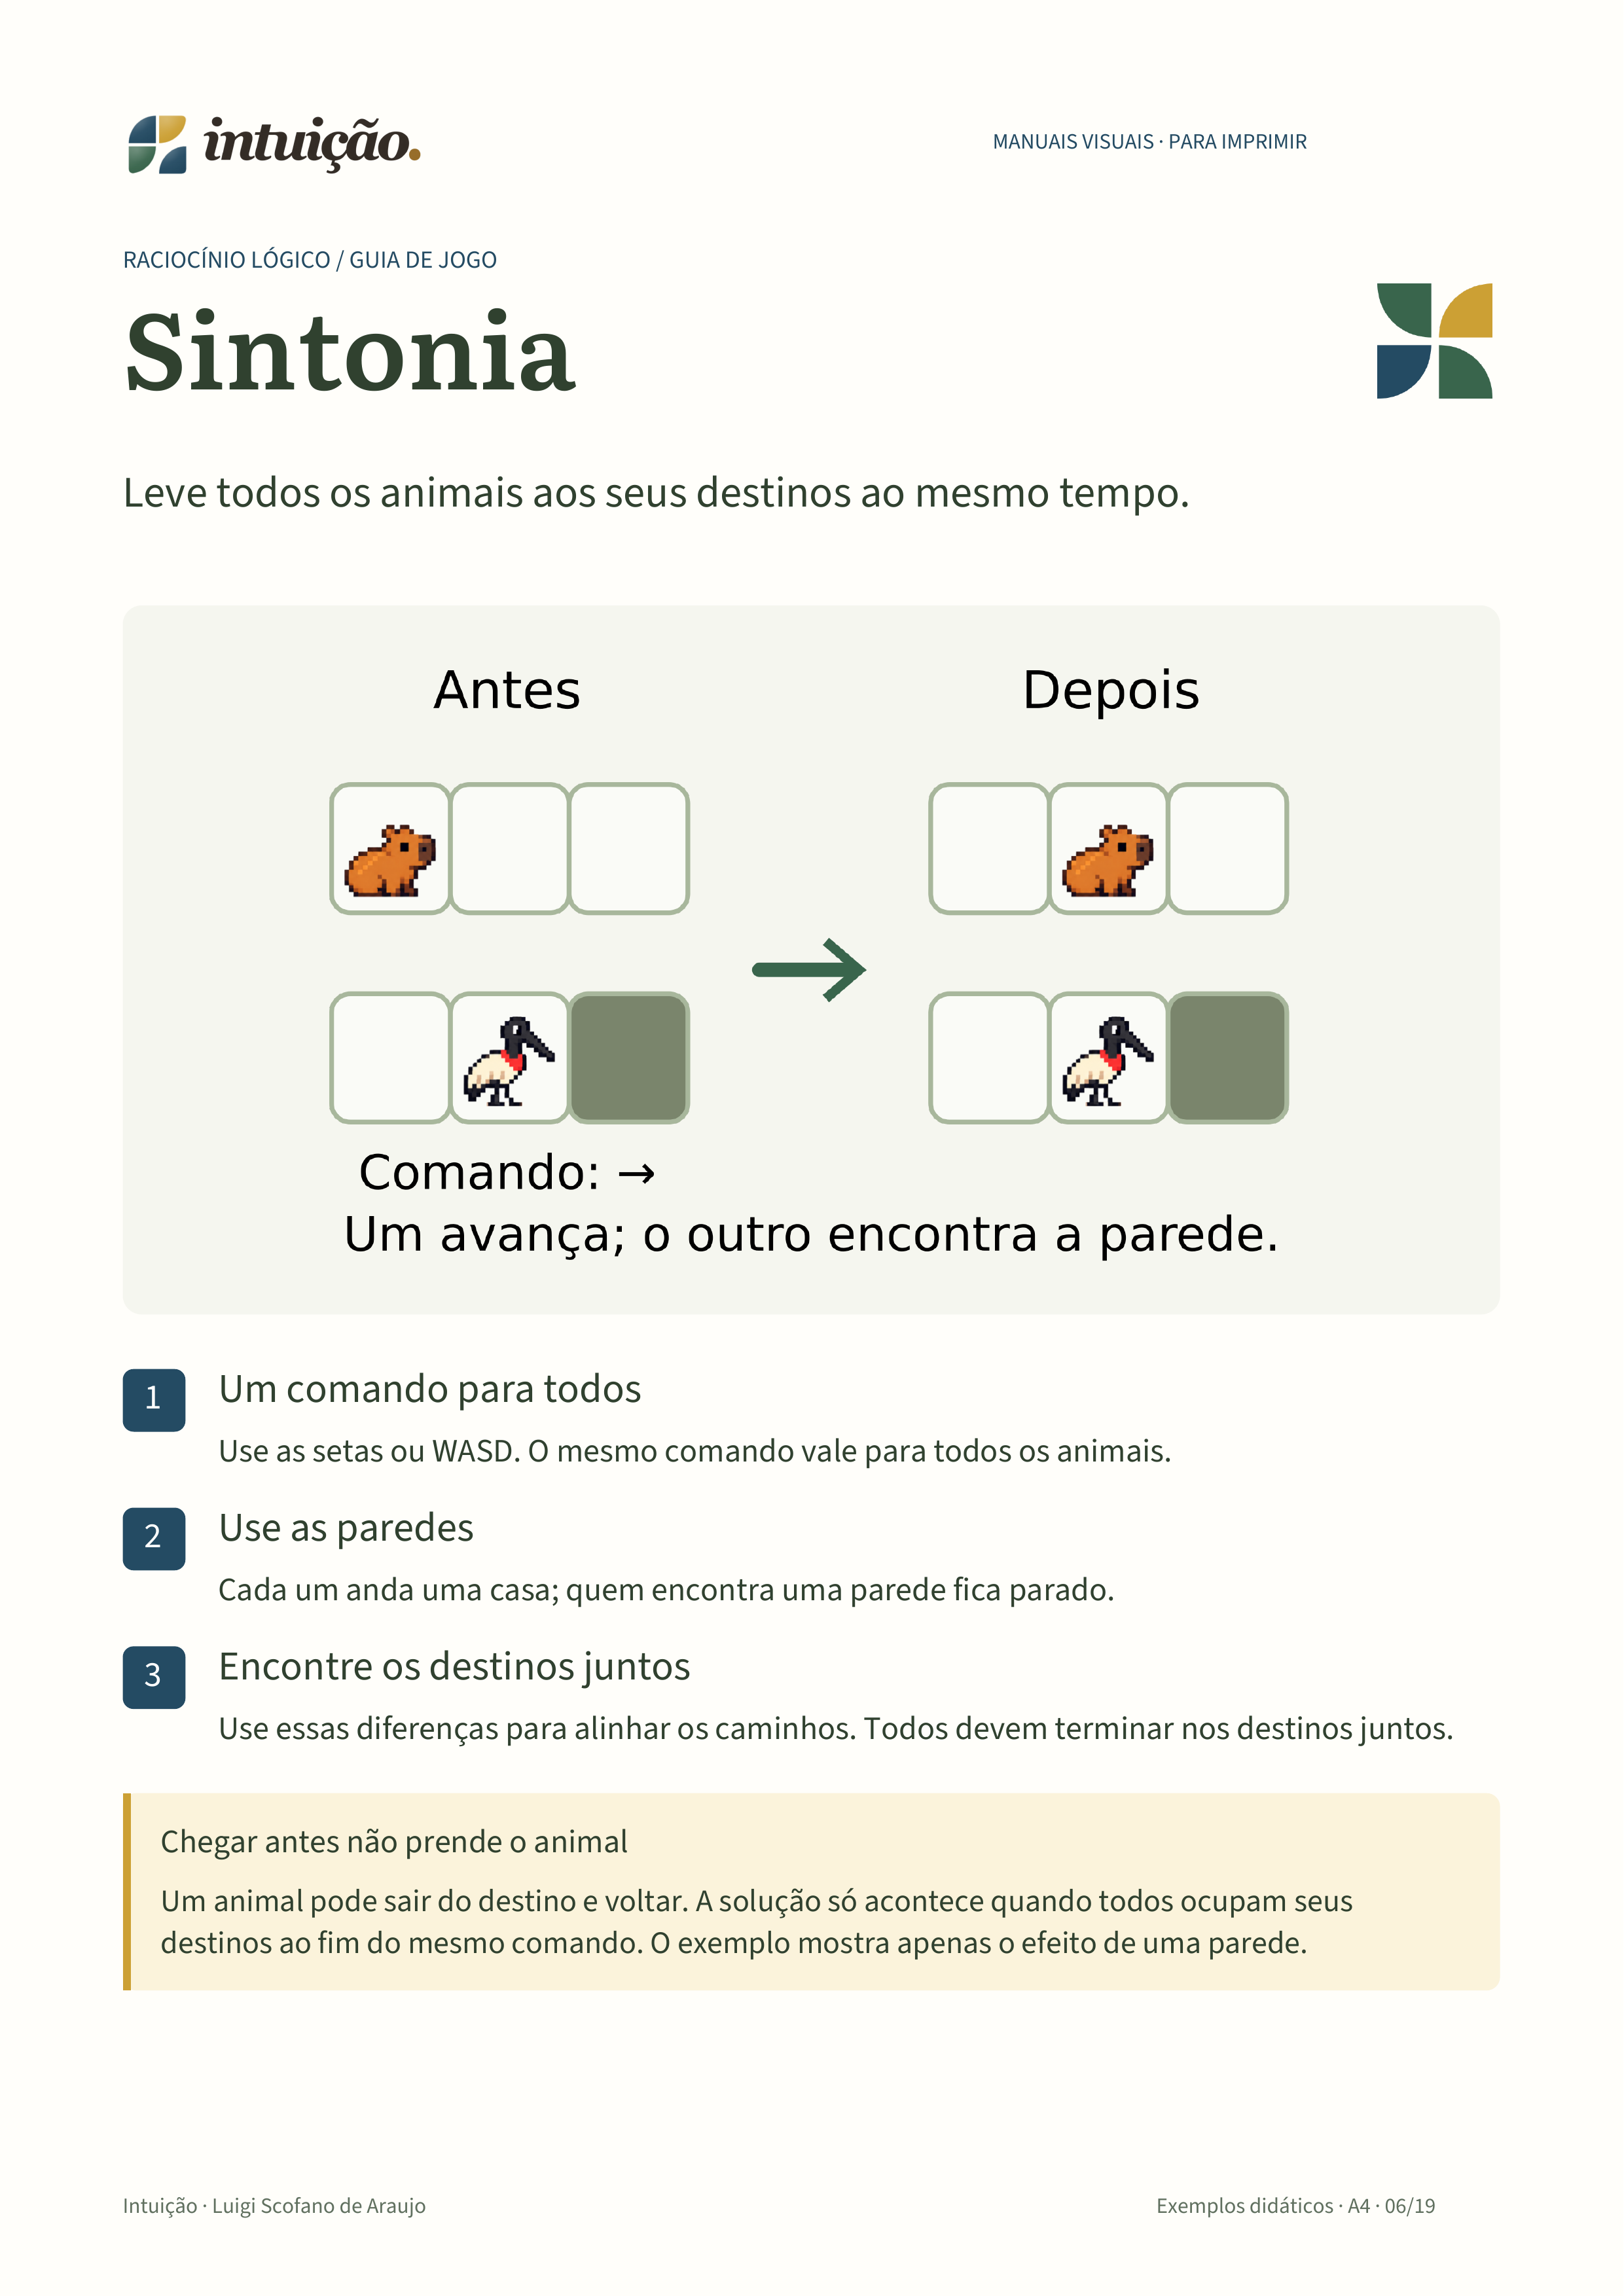 intuição.
MANUAIS VISUAIS · PARA IMPRIMIR
RACIOCÍNIO LÓGICO / GUIA DE JOGO
Sintonia
Leve todos os animais aos seus destinos ao mesmo tempo.
Antes
Depois
Comando: →
Um avança; o outro encontra a parede.
1
Um comando para todos
Use as setas ou WASD. O mesmo comando vale para todos os animais.
2
Use as paredes
Cada um anda uma casa; quem encontra uma parede fica parado.
3
Encontre os destinos juntos
Use essas diferenças para alinhar os caminhos. Todos devem terminar nos destinos juntos.
Chegar antes não prende o animal
Um animal pode sair do destino e voltar. A solução só acontece quando todos ocupam seus
destinos ao fim do mesmo comando. O exemplo mostra apenas o efeito de uma parede.
Intuição · Luigi Scofano de Araujo
Exemplos didáticos · A4 · 06/19